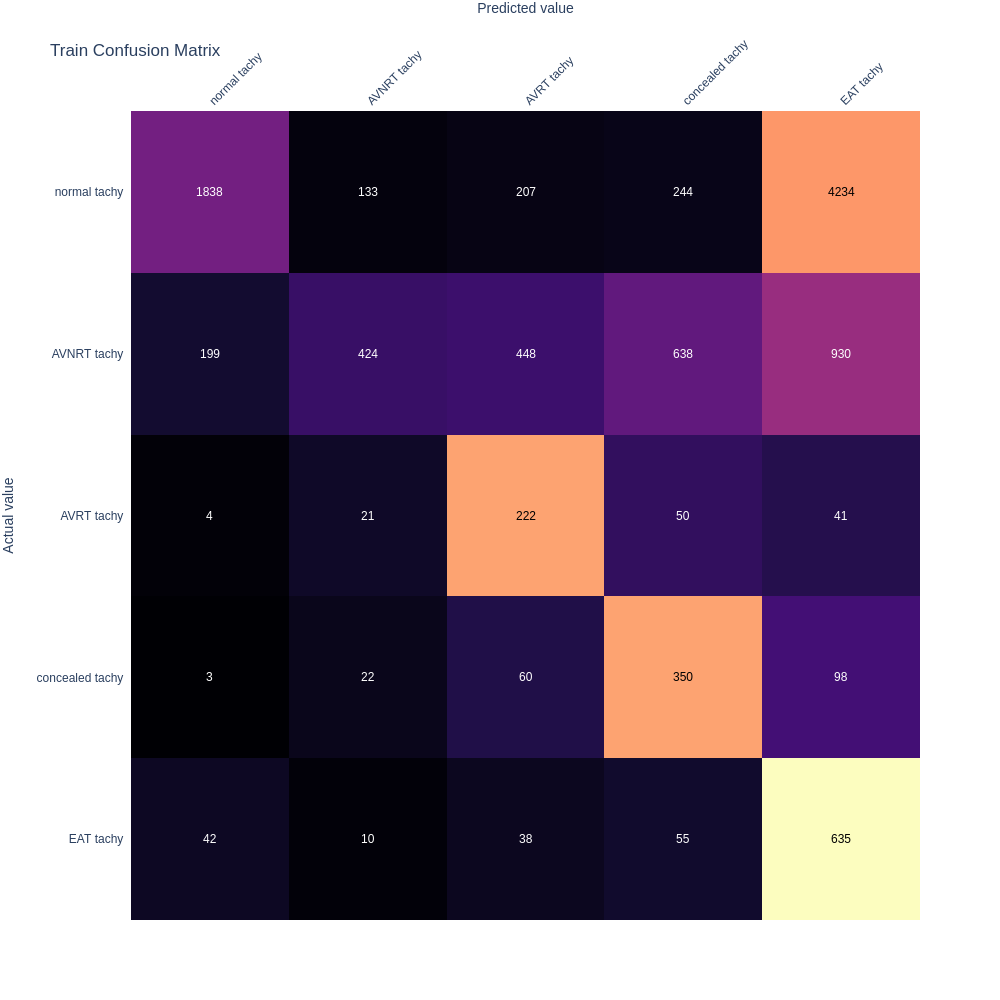 Predicted value
Train Confusion Matrix
normal tachy
AVNRT tachy
AVRT tachy
concealed tachy
EAT tachy
normal tachy 1838 133 207 244 4234
AVNRT tachy 199 424 448 638 930
AVRT tachy 4 21 222 50 41
Actual value
concealed tachy 3 22 60 350 98
EAT tachy 42 10 38 55 635